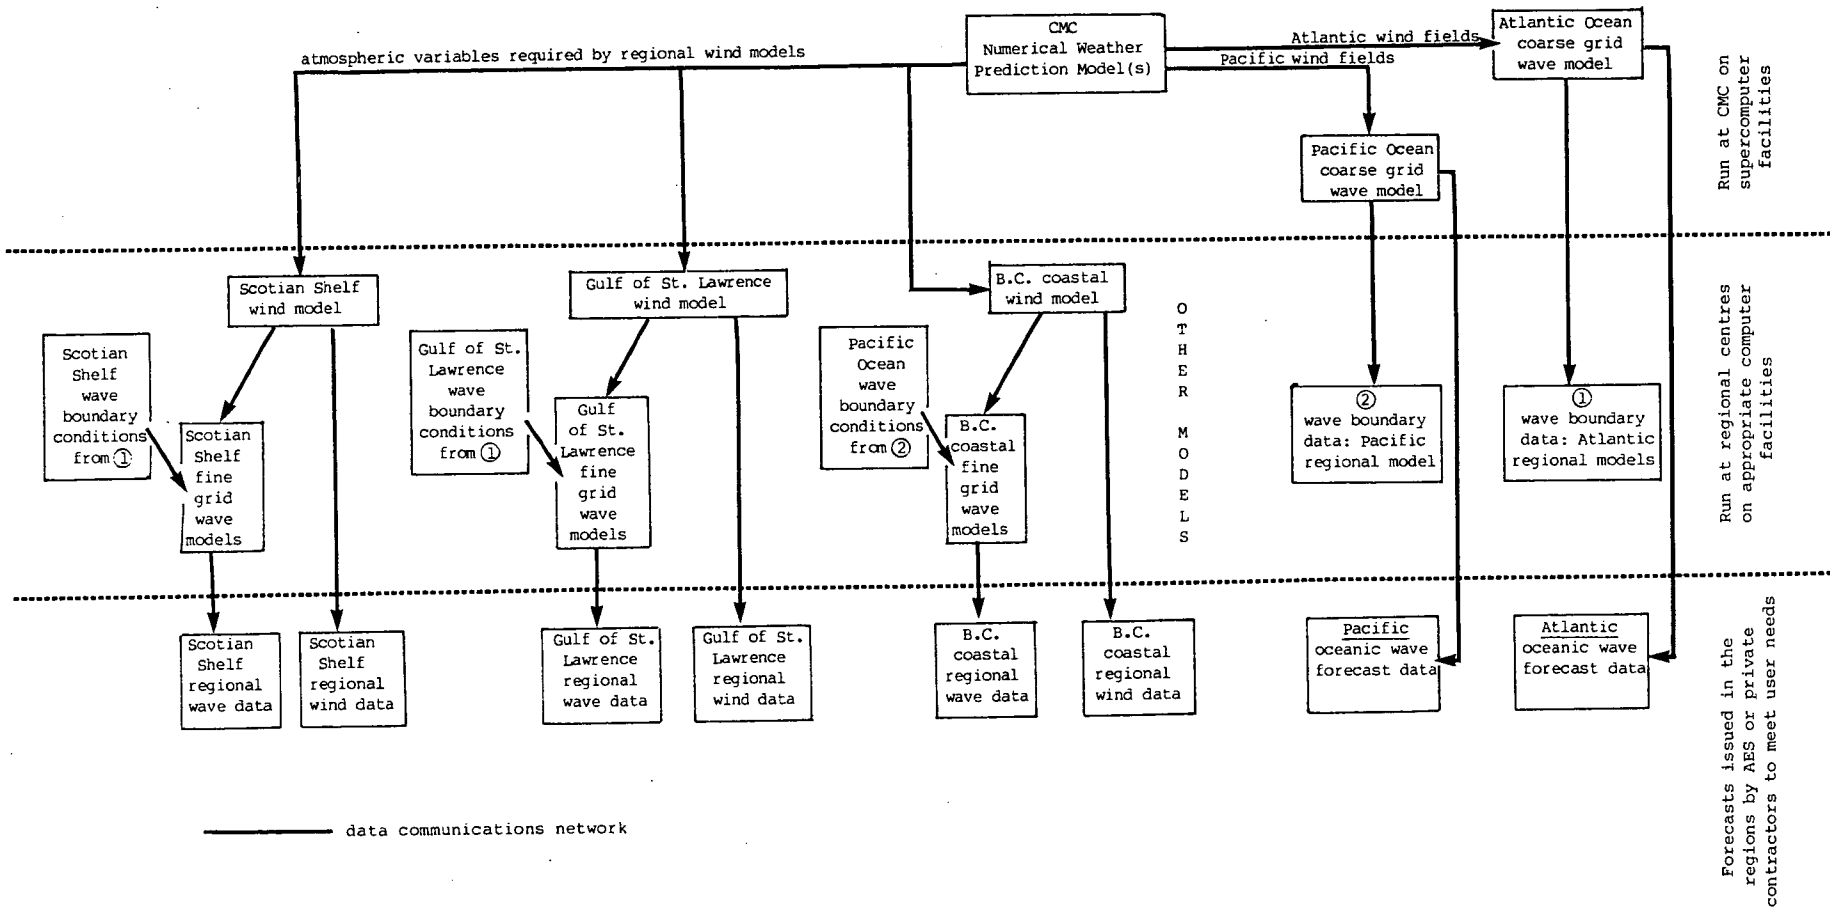 CMC
Numerical Weather
Prediction Model(s)
atmospheric variables required by regional wind models
Atlantic wind fields
Pacific wind fields
Atlantic Ocean
coarse grid
wave model
Pacific Ocean
coarse grid
wave model
Run at CMC on
supercomputer
facilities
Scotian Shelf
wind model
Gulf of St. Lawrence
wind model
B.C. coastal
wind model
Scotian
Shelf
wave
boundary
conditions
from ①
Scotian
Shelf
fine
grid
wave
models
Gulf of St.
Lawrence
wave
boundary
conditions
from ①
Gulf
of St.
Lawrence
fine
grid
wave
models
Pacific
Ocean
wave
boundary
conditions
from ②
B.C.
coastal
fine
grid
wave
models
OTHER MODELS
②
wave boundary
data: Pacific
regional model
①
wave boundary
data: Atlantic
regional models
Run at regional centres
on appropriate computer
facilities
Scotian
Shelf
regional
wave data
Scotian
Shelf
regional
wind data
Gulf of St.
Lawrence
regional
wave data
Gulf of St.
Lawrence
regional
wind data
B.C.
coastal
regional
wave data
B.C.
coastal
regional
wind data
Pacific
oceanic wave
forecast data
Atlantic
oceanic wave
forecast data
Forecasts issued in the
regions by AES or private
contractors to meet user needs
data communications network